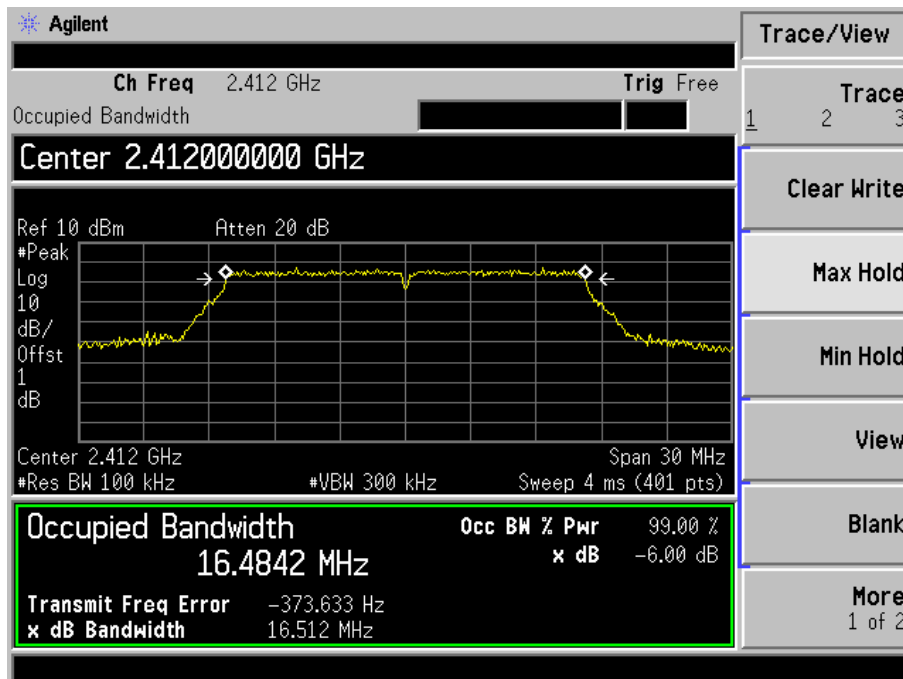 Agilent
Trace/View
Ch Freq 2.412 GHz
Trig Free
Occupied Bandwidth
Trace
1 2 3
Center 2.412000000 GHz
Clear Write
Ref 10 dBm
Atten 20 dB
#Peak
Log
10
dB/
Offst
1
dB
Max Hold
Min Hold
Center 2.412 GHz
Span 30 MHz
#Res BW 100 kHz
#VBW 300 kHz
Sweep 4 ms (401 pts)
View
Occupied Bandwidth
16.4842 MHz
Occ BW % Pwr 99.00 %
x dB -6.00 dB
Blank
Transmit Freq Error -373.633 Hz
x dB Bandwidth 16.512 MHz
More
1 of 2